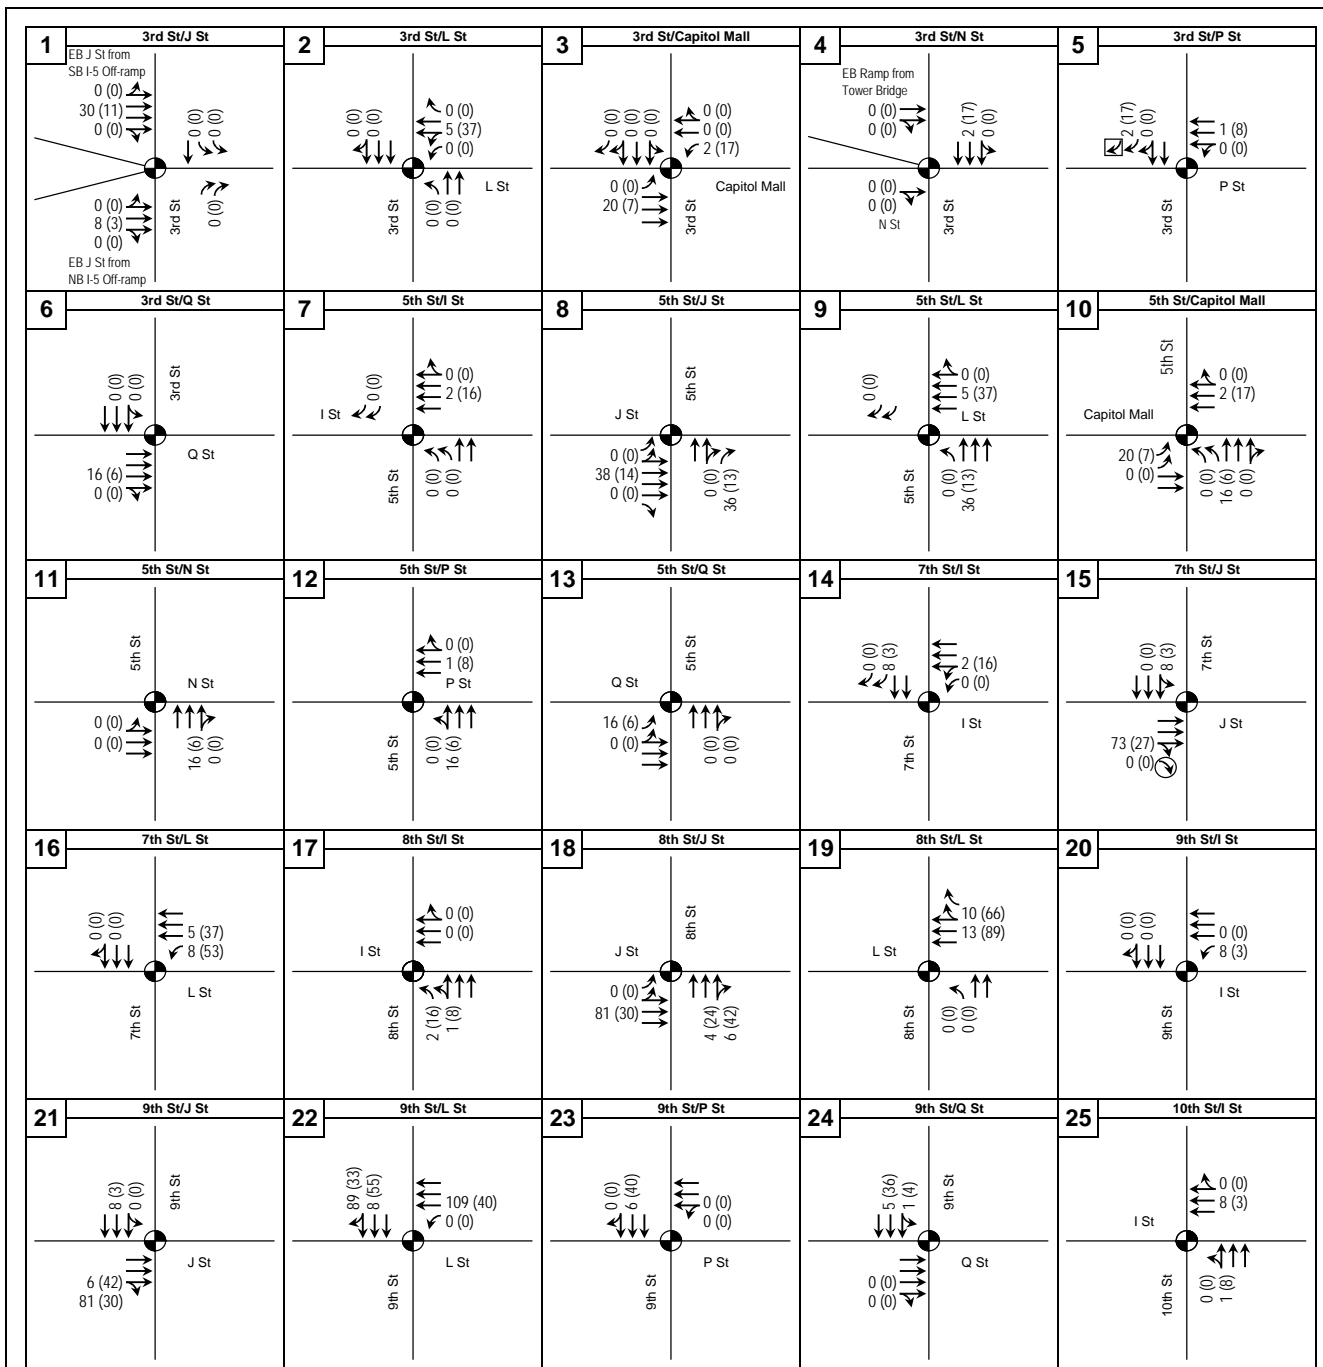 1
3rd St/J St
EB J St from
SB I-5 Off-ramp
0 (0)
30 (11)
0 (0)
0 (0)
0 (0)
0 (0)
8 (3)
0 (0)
3rd St
0 (0)
EB J St from
NB I-5 Off-ramp
2
3rd St/L St
0 (0)
0 (0)
0 (0)
5 (37)
0 (0)
L St
3rd St
0 (0)
0 (0)
3
3rd St/Capitol Mall
0 (0)
0 (0)
0 (0)
0 (0)
0 (0)
2 (17)
0 (0)
20 (7)
Capitol Mall
3rd St
4
3rd St/N St
EB Ramp from
Tower Bridge
0 (0)
0 (0)
2 (17)
0 (0)
0 (0)
0 (0)
N St
3rd St
5
3rd St/P St
2 (17)
0 (0)
1 (8)
0 (0)
P St
3rd St
6
3rd St/Q St
0 (0)
0 (0)
3rd St
Q St
16 (6)
0 (0)
7
5th St/I St
0 (0)
0 (0)
2 (16)
I St
5th St
0 (0)
0 (0)
8
5th St/J St
5th St
J St
0 (0)
38 (14)
0 (0)
0 (0)
36 (13)
9
5th St/L St
0 (0)
0 (0)
5 (37)
L St
5th St
0 (0)
36 (13)
10
5th St/Capitol Mall
5th St
0 (0)
2 (17)
Capitol Mall
20 (7)
0 (0)
0 (0)
16 (6)
0 (0)
11
5th St/N St
5th St
N St
0 (0)
0 (0)
16 (6)
0 (0)
12
5th St/P St
0 (0)
1 (8)
P St
5th St
0 (0)
16 (6)
13
5th St/Q St
5th St
Q St
16 (6)
0 (0)
0 (0)
0 (0)
14
7th St/I St
0 (0)
8 (3)
2 (16)
0 (0)
I St
7th St
15
7th St/J St
0 (0)
8 (3)
7th St
J St
73 (27)
0 (0)
16
7th St/L St
0 (0)
0 (0)
5 (37)
8 (53)
L St
7th St
17
8th St/I St
0 (0)
0 (0)
I St
8th St
2 (16)
1 (8)
18
8th St/J St
8th St
J St
0 (0)
81 (30)
4 (24)
6 (42)
19
8th St/L St
10 (66)
13 (89)
L St
8th St
0 (0)
0 (0)
20
9th St/I St
0 (0)
0 (0)
0 (0)
8 (3)
I St
9th St
21
9th St/J St
8 (3)
0 (0)
9th St
J St
6 (42)
81 (30)
22
9th St/L St
89 (33)
8 (55)
109 (40)
0 (0)
L St
9th St
23
9th St/P St
0 (0)
6 (40)
0 (0)
0 (0)
P St
9th St
24
9th St/Q St
5 (36)
1 (4)
9th St
Q St
0 (0)
0 (0)
25
10th St/I St
0 (0)
8 (3)
I St
10th St
0 (0)
1 (8)